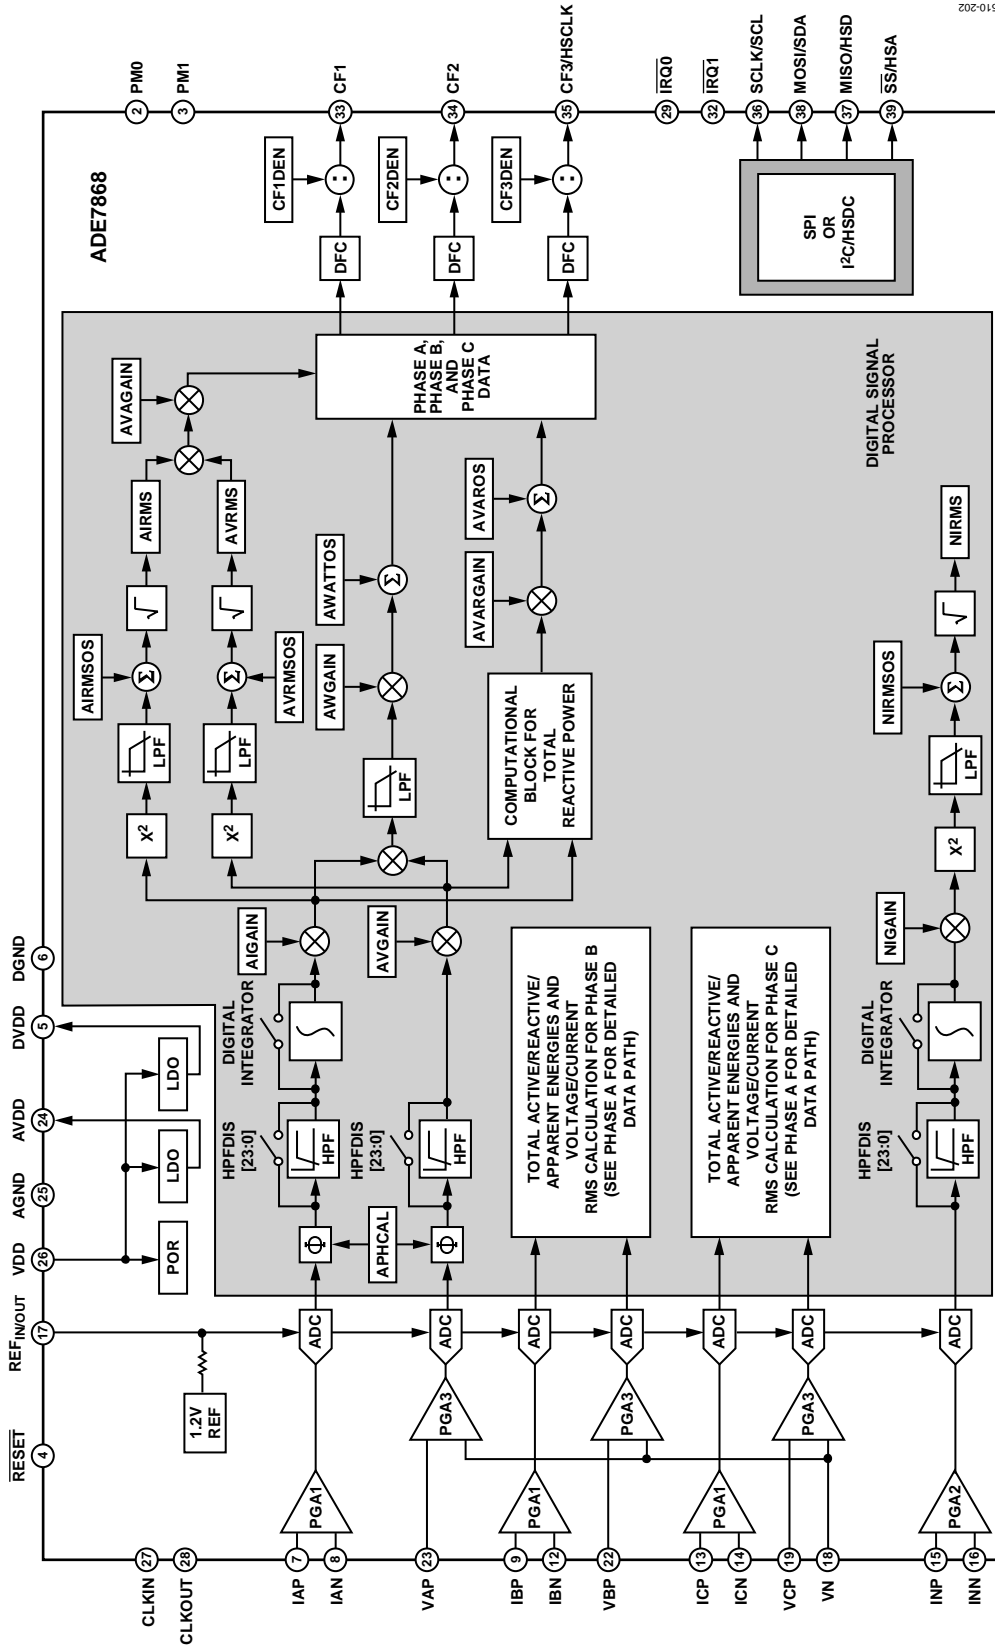 RESET
4
REF IN/OUT
17
VDD
26
AGND
25
AVDD
24
DVDD
5
DGND
6
CLKIN
27
CLKOUT
28
1.2V
REF
POR
LDO
LDO
ADE7868
PM0
2
PM1
3
IAP
7
IAN
8
PGA1
ADC
VAP
23
PGA3
ADC
IBP
9
IBN
12
PGA1
ADC
VBP
22
PGA3
ADC
ICP
13
ICN
14
PGA1
ADC
VCP
19
VN
18
PGA3
ADC
INP
15
INN
16
PGA2
ADC
Φ
APHCAL
Φ
HPFDIS
[23:0]
HPF
HPFDIS
[23:0]
HPF
DIGITAL
INTEGRATOR
AIGAIN
AVGAIN
X²
LPF
AIRMSOS
Σ
√
AIRMS
X²
LPF
AVRMSOS
Σ
√
AVRMS
AVAGAIN
LPF
AWGAIN
AWATTOS
Σ
COMPUTATIONAL
BLOCK FOR
TOTAL
REACTIVE POWER
AVARGAIN
AVAROS
Σ
PHASE A,
PHASE B,
AND
PHASE C
DATA
TOTAL ACTIVE/REACTIVE/
APPARENT ENERGIES AND
VOLTAGE/CURRENT
RMS CALCULATION FOR PHASE B
(SEE PHASE A FOR DETAILED
DATA PATH)
TOTAL ACTIVE/REACTIVE/
APPARENT ENERGIES AND
VOLTAGE/CURRENT
RMS CALCULATION FOR PHASE C
(SEE PHASE A FOR DETAILED
DATA PATH)
HPFDIS
[23:0]
HPF
DIGITAL
INTEGRATOR
NIGAIN
X²
LPF
NIRMSOS
Σ
√
NIRMS
DIGITAL SIGNAL
PROCESSOR
DFC
CF1DEN
:
33
CF1
DFC
CF2DEN
:
34
CF2
DFC
CF3DEN
:
35
CF3/HSCLK
29
IRQ0
32
IRQ1
SPI
OR
I²C/HSDC
36
SCLK/SCL
38
MOSI/SDA
37
MISO/HSD
39
SS/HSA
510-202